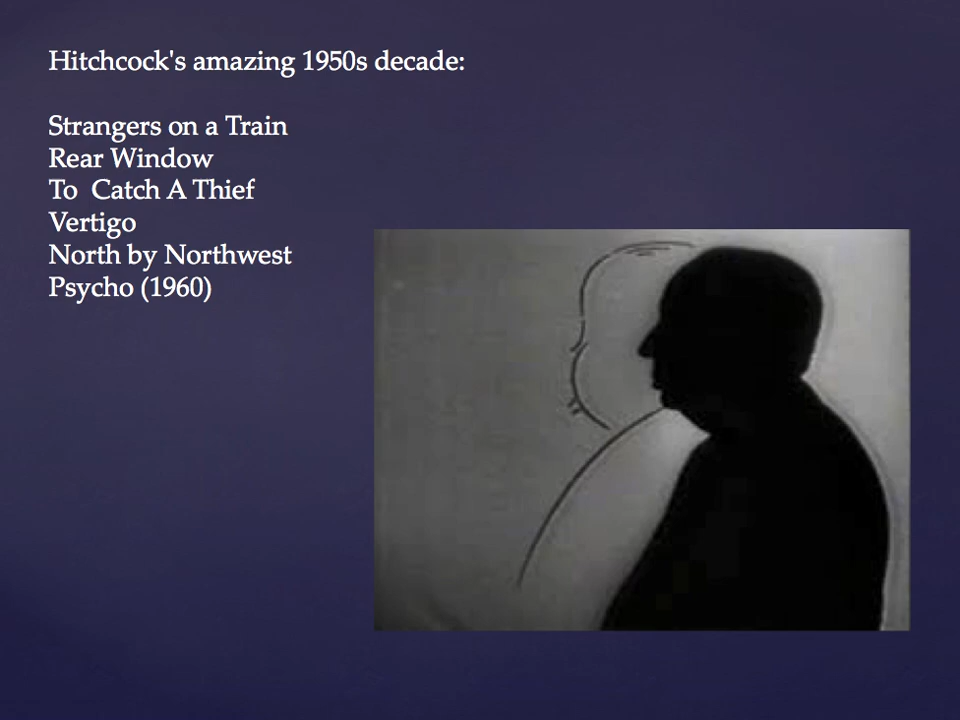 Hitchcock's amazing 1950s decade:
Strangers on a Train
Rear Window
To  Catch A Thief
Vertigo
North by Northwest
Psycho (1960)